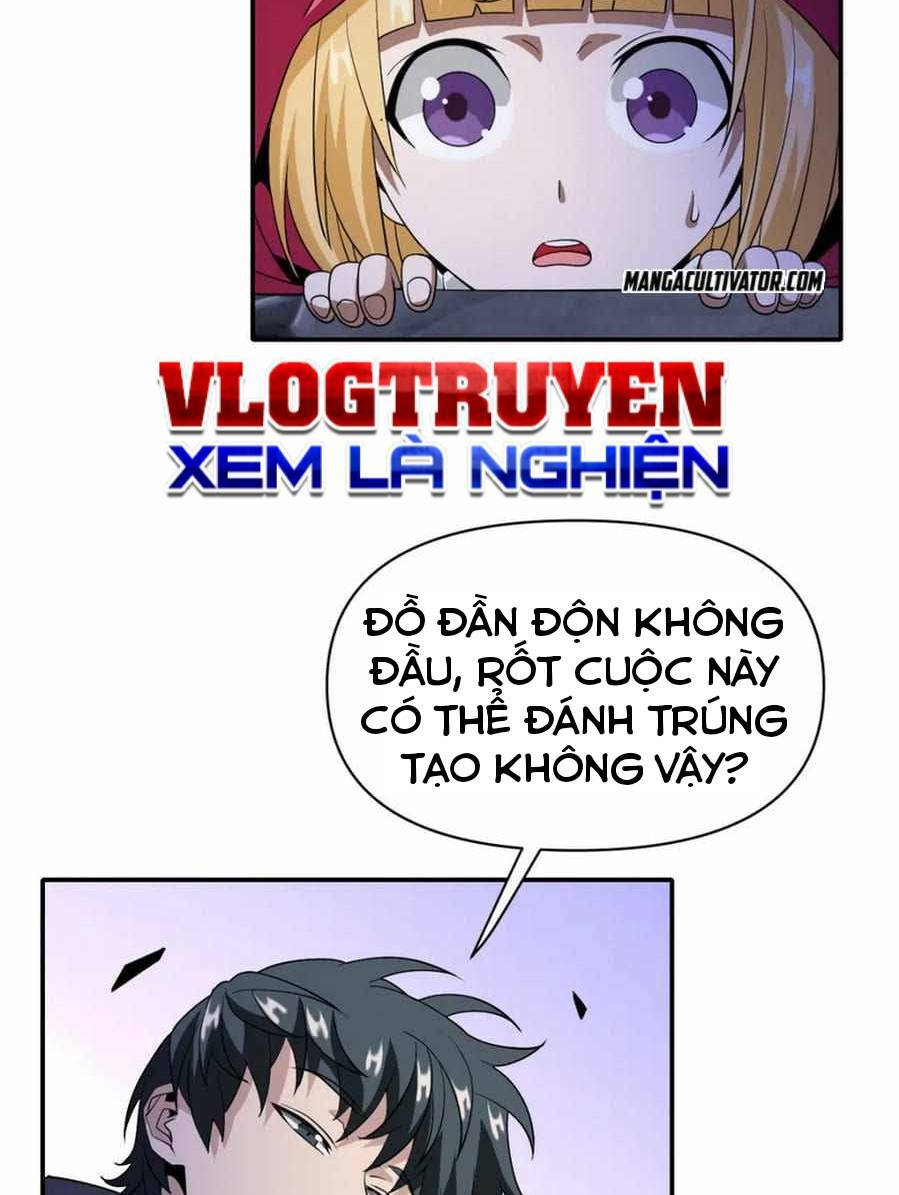 MANGACULTIVATOR.COM
VLOGTRUYEN
XEM LÀ NGHIỆN
ĐỒ ĐẦN ĐỘN KHÔNG
ĐẦU, RỐT CUỘC NÀY
CÓ THỂ ĐÁNH TRÚNG
TẠO KHÔNG VẬY?